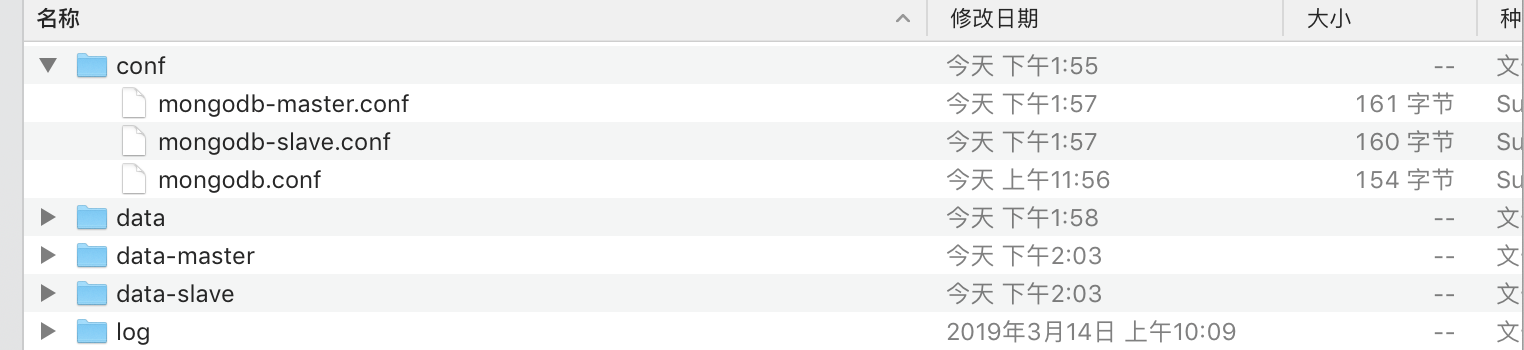 名称 修改日期 大小 种
conf 今天 下午1:55 -- 文
mongodb-master.conf 今天 下午1:57 161 字节 Su
mongodb-slave.conf 今天 下午1:57 160 字节 Su
mongodb.conf 今天 上午11:56 154 字节 Su
data 今天 下午1:58 -- 文
data-master 今天 下午2:03 -- 文
data-slave 今天 下午2:03 -- 文
log 2019年3月14日 上午10:09 -- 文